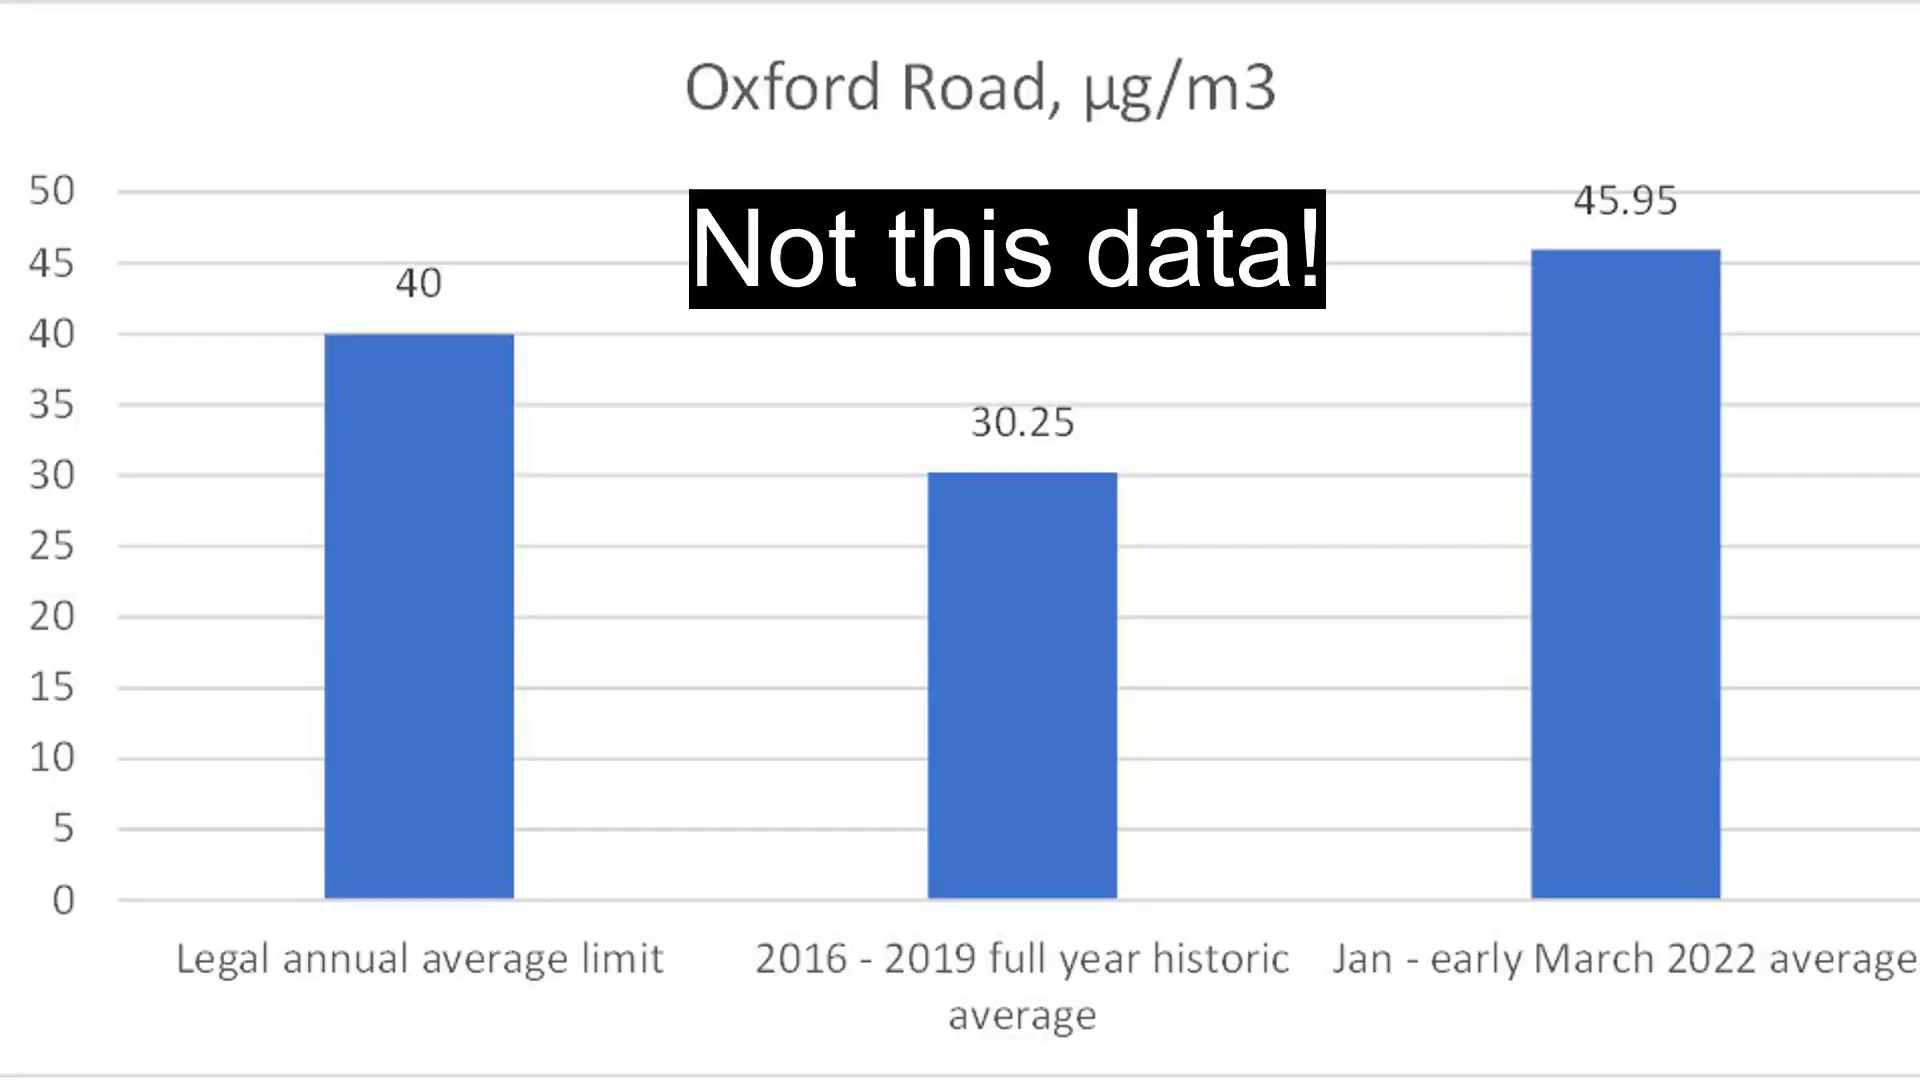 Oxford Road, µg/m3
50
Not this data!
45.95
45
40
40
35
30.25
30
25
20
15
10
5
0
Legal annual average limit
2016 - 2019 full year historic
average
Jan - early March 2022 average